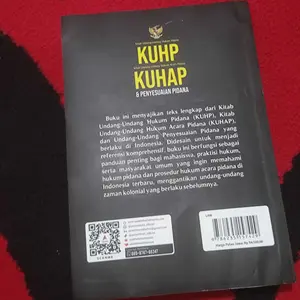 KUHP
KUHAP
& PENYESUAIAN PIDANA
Buku ini menyajikan teks lengkap dari Kitab
Undang-Undang Hukum Pidana (KUHP), Kitab
Undang-Undang Hukum Acara Pidana (KUHAP),
dan Undang-Undang Penyesuaian Pidana yang
berlaku di Indonesia. Didesain untuk menjadi
referensi komprehensif, buku ini berfungsi sebagai
panduan penting bagi mahasiswa, praktisi hukum,
serta masyarakat umum yang ingin memahami
hukum pidana dan prosedur hukum acara pidana di
Indonesia terbaru, menggantikan undang-undang
zaman kolonial yang berlaku sebelumnya.